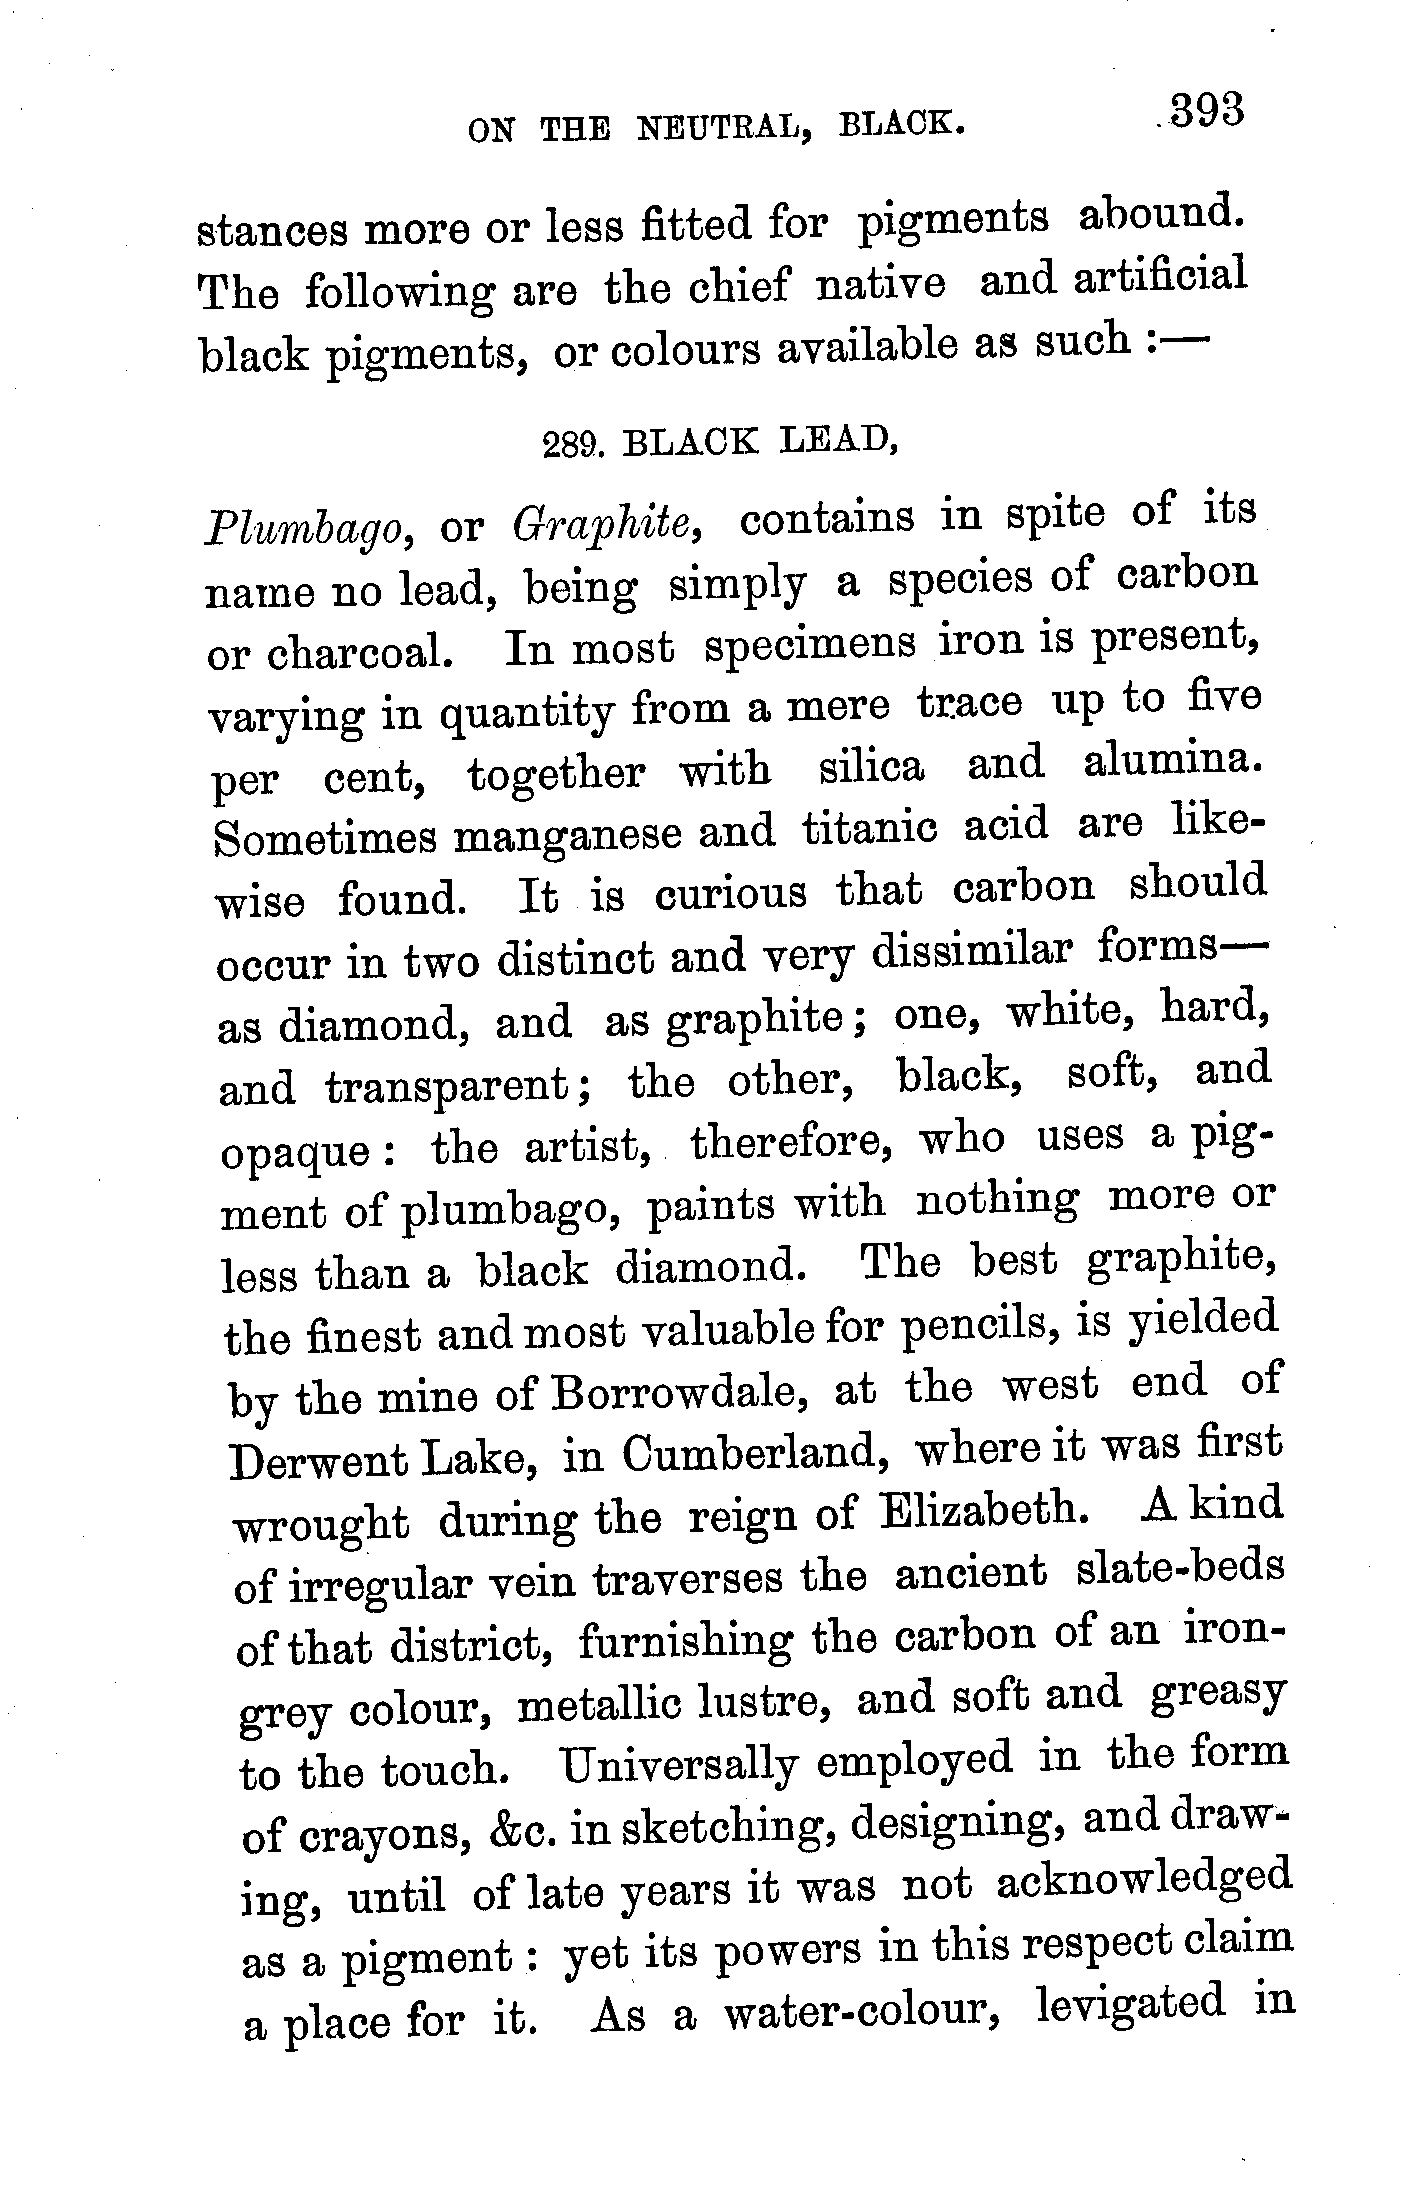 ON THE NEUTRAL, BLACK. 393
stances more or less fitted for pigments abound.
The following are the chief native and artificial
black pigments, or colours available as such :—
289. BLACK LEAD,
Plumbago, or Graphite, contains in spite of its
name no lead, being simply a species of carbon
or charcoal. In most specimens iron is present,
varying in quantity from a mere trace up to five
per cent, together with silica and alumina.
Sometimes manganese and titanic acid are like-
wise found. It is curious that carbon should
occur in two distinct and very dissimilar forms—
as diamond, and as graphite; one, white, hard,
and transparent; the other, black, soft, and
opaque : the artist, therefore, who uses a pig-
ment of plumbago, paints with nothing more or
less than a black diamond. The best graphite,
the finest and most valuable for pencils, is yielded
by the mine of Borrowdale, at the west end of
Derwent Lake, in Cumberland, where it was first
wrought during the reign of Elizabeth. A kind
of irregular vein traverses the ancient slate-beds
of that district, furnishing the carbon of an iron-
grey colour, metallic lustre, and soft and greasy
to the touch. Universally employed in the form
of crayons, &c. in sketching, designing, and draw-
ing, until of late years it was not acknowledged
as a pigment : yet its powers in this respect claim
a place for it. As a water-colour, levigated in